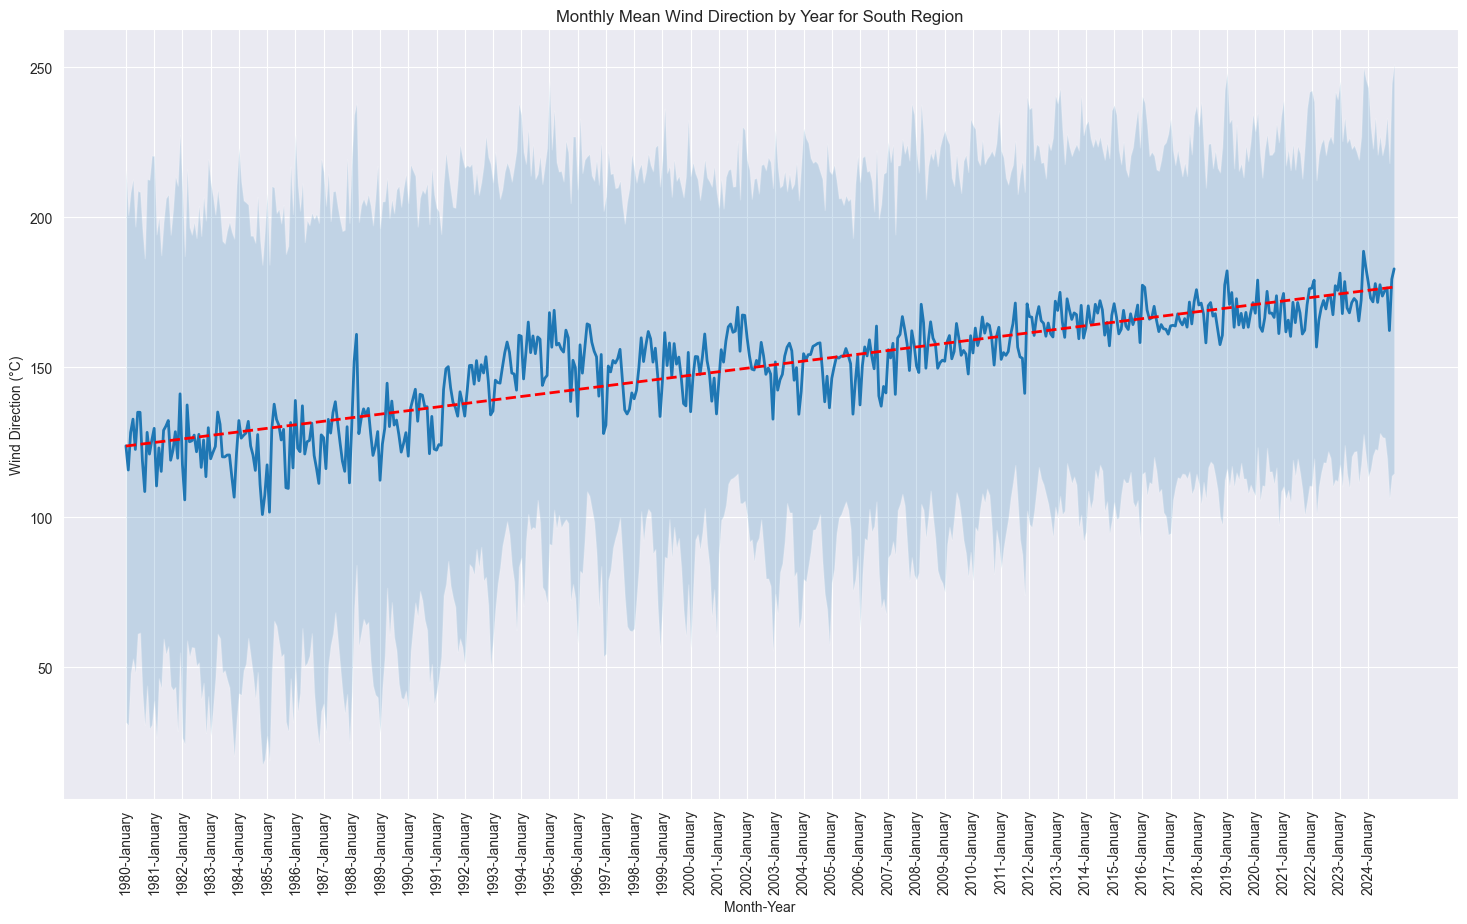 Monthly Mean Wind Direction by Year for South Region
Wind Direction (°C)
250
200
150
100
50
1980-January
1981-January
1982-January
1983-January
1984-January
1985-January
1986-January
1987-January
1988-January
1989-January
1990-January
1991-January
1992-January
1993-January
1994-January
1995-January
1996-January
1997-January
1998-January
1999-January
2000-January
2001-January
2002-January
2003-January
2004-January
2005-January
2006-January
2007-January
2008-January
2009-January
2010-January
2011-January
2012-January
2013-January
2014-January
2015-January
2016-January
2017-January
2018-January
2019-January
2020-January
2021-January
2022-January
2023-January
2024-January
Month-Year